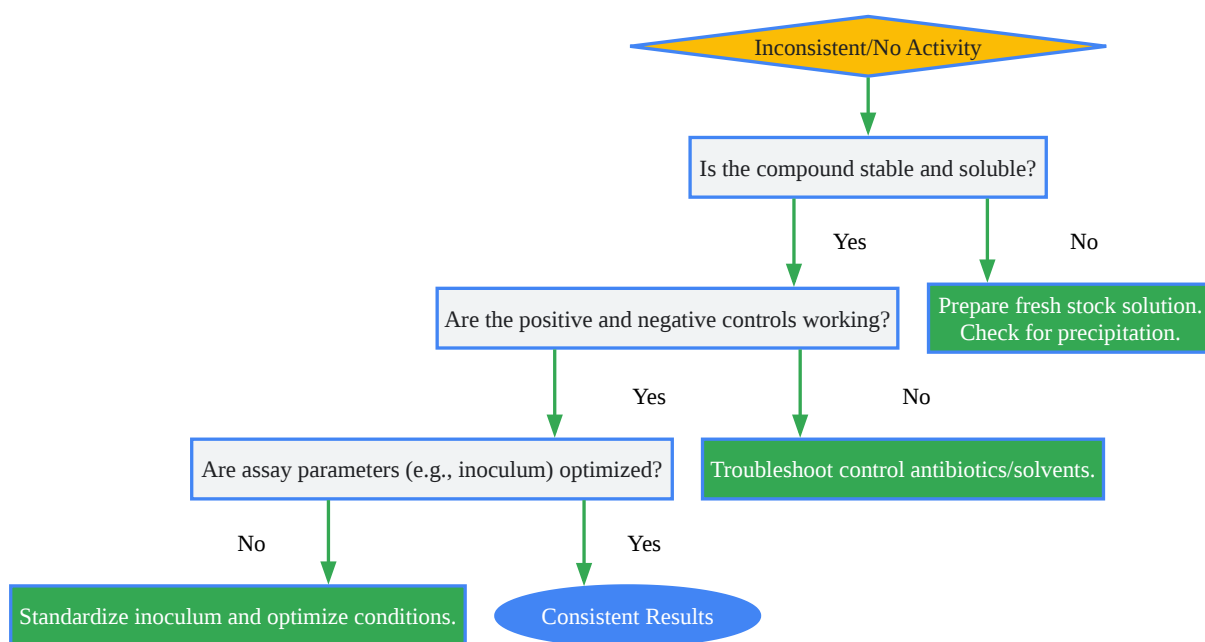 Inconsistent/No Activity
Is the compound stable and soluble?
Yes
No
Prepare fresh stock solution.
Check for precipitation.
Are the positive and negative controls working?
Yes
No
Are assay parameters (e.g., inoculum) optimized?
Troubleshoot control antibiotics/solvents.
No
Yes
Standardize inoculum and optimize conditions.
Consistent Results